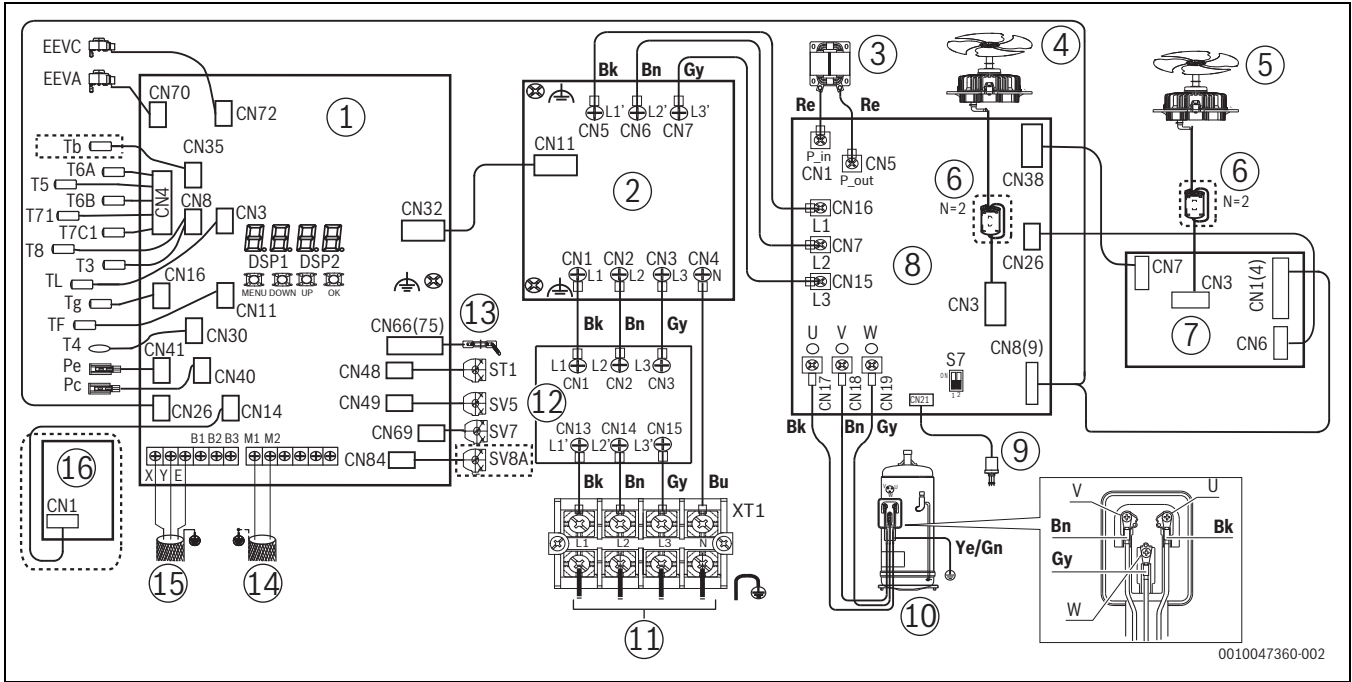 EEVC
EEVA
CN70
CN72
1
Tb
CN35
T6A
T5
T6B
T71
T7C1
T8
T3
TL
Tg
TF
T4
Pe
Pc
CN4
CN8
CN3
CN16
CN11
CN30
CN41
CN40
CN26
CN14
DSP1 DSP2
MENU DOWN UP OK
CN32
CN66(75)
13
CN48
ST1
CN49
SV5
CN69
SV7
CN84
SV8A
B1 B2 B3 M1 M2
X Y E
16
CN1
15
14
Bk
Bn
Gy
L1' L2' L3'
CN5 CN6 CN7
CN11
2
CN1 CN2 CN3 CN4
L1 L2 L3 N
Bk
Bn
Gy
L1 L2 L3
CN1 CN2 CN3
12
CN13 CN14 CN15
L1' L2' L3'
Bk
Bn
Gy
Bu
XT1
L1 L2 L3 N
11
3
Re
Re
P_in
CN1
CN5
P_out
CN16
L1
CN7
L2
CN15
L3
8
4
6
N=2
CN38
CN26
CN3
U V W
CN17
CN18
CN19
S7
ON
1 2
CN8(9)
CN21
Bk
Bn
Gy
9
V U
W
Ye/Gn
10
5
6
N=2
CN7
CN3
CN1(4)
CN6
7
V
U
Bn
Bk
Gy
W
0010047360-002